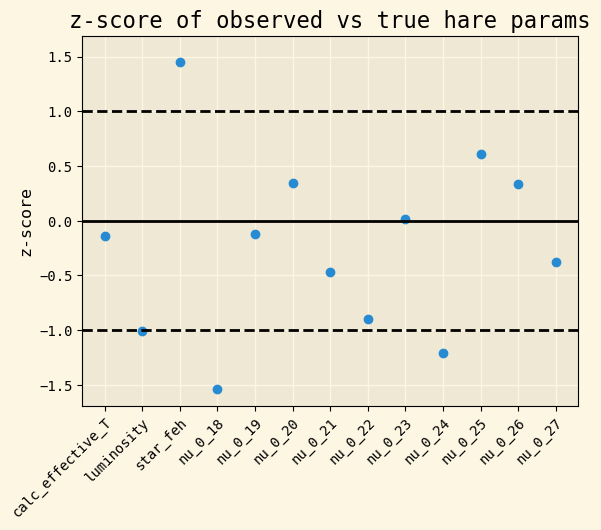 z-score of observed vs true hare params
z-score
1.5
1.0
0.5
0.0
−0.5
−1.0
−1.5
calc_effective_T
luminosity
star_feh
nu_0_18
nu_0_19
nu_0_20
nu_0_21
nu_0_22
nu_0_23
nu_0_24
nu_0_25
nu_0_26
nu_0_27